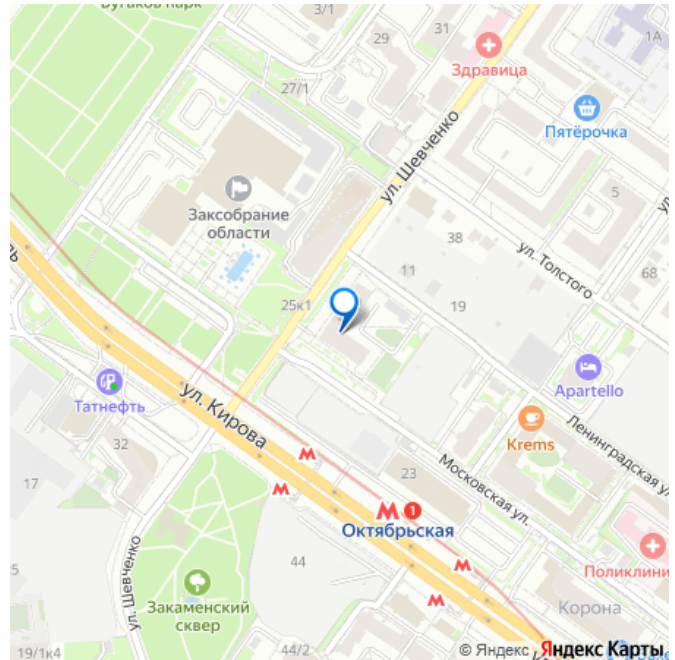 Бугаков парк
3/1
29
31
1А
Здравица
27/1
Пятёрочка
ул. Шевченко
Заксобрание
области
5
38
ул. Толстого
68
11
19
25к1
Татнефть
ул. Кирова
Apartello
Krems
32
Ленинградская ул.
17
23
Московская ул.
1
Октябрьская
44
ул. Шевченко
Закаменский
сквер
Корона
19/1к4
44/2
© Яндекс
Яндекс Карты